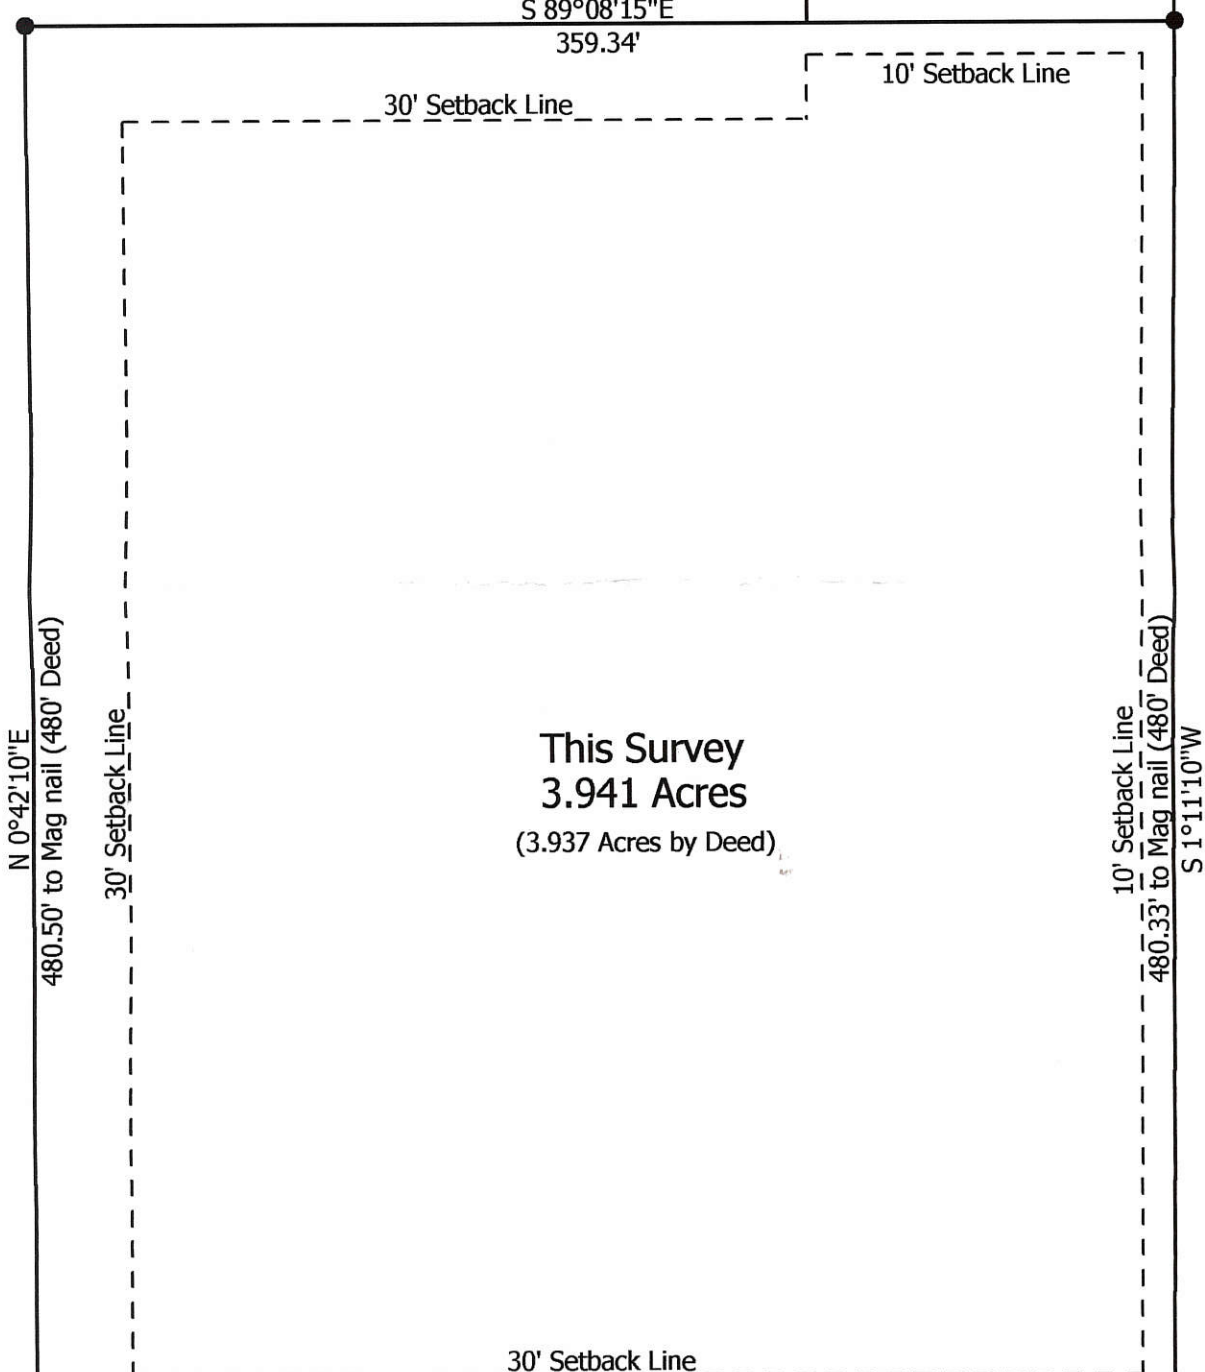 S 89°08'15"E
359.34'
10' Setback Line
30' Setback Line
N 0°42'10"E
480.50' to Mag nail (480' Deed)
30' Setback Line
This Survey
3.941 Acres
(3.937 Acres by Deed)
10' Setback Line
480.33' to Mag nail (480' Deed)
S 1°11'10"W
30' Setback Line